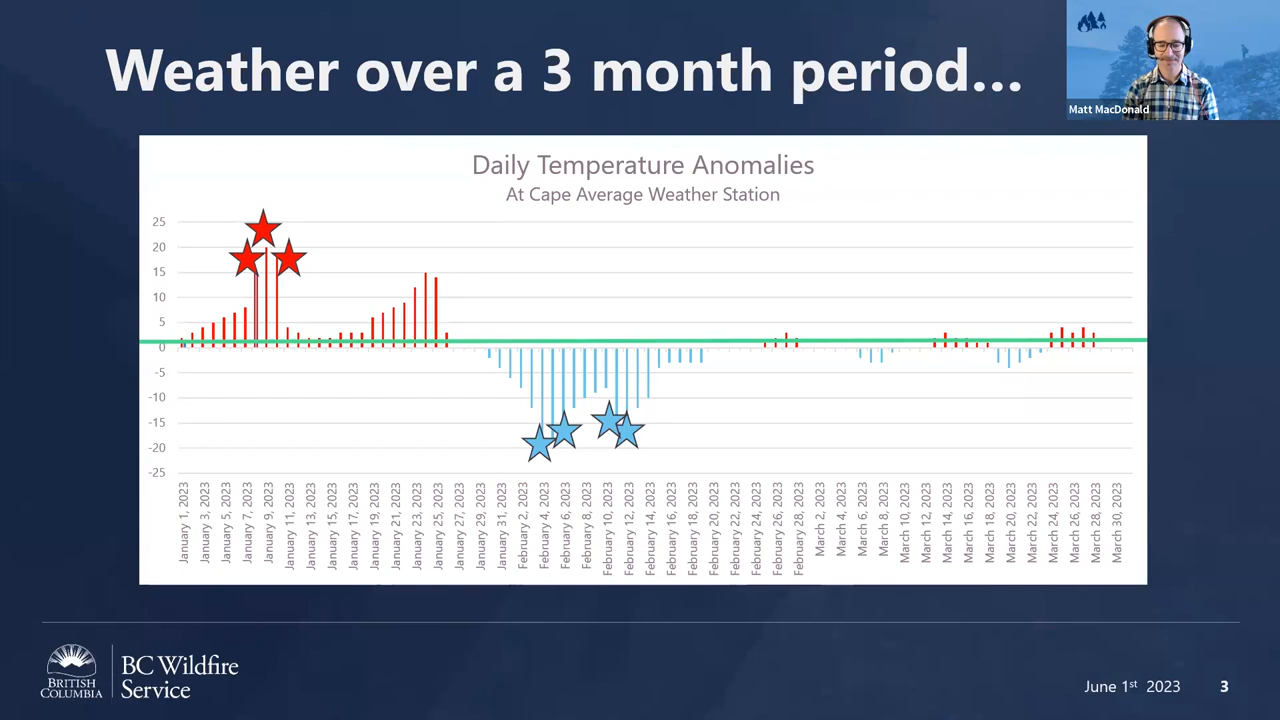 Weather over a 3 month period...
Matt MacDonald
Daily Temperature Anomalies
At Cape Average Weather Station
25
20
15
10
5
0
-5
-10
-15
-20
-25
January 1, 2023
January 3, 2023
January 5, 2023
January 7, 2023
January 9, 2023
January 11, 2023
January 13, 2023
January 15, 2023
January 17, 2023
January 19, 2023
January 21, 2023
January 23, 2023
January 25, 2023
January 27, 2023
January 29, 2023
January 31, 2023
February 2, 2023
February 4, 2023
February 6, 2023
February 8, 2023
February 10, 2023
February 12, 2023
February 14, 2023
February 16, 2023
February 18, 2023
February 20, 2023
February 22, 2023
February 24, 2023
February 26, 2023
February 28, 2023
March 2, 2023
March 4, 2023
March 6, 2023
March 8, 2023
March 10, 2023
March 12, 2023
March 14, 2023
March 16, 2023
March 18, 2023
March 20, 2023
March 22, 2023
March 24, 2023
March 26, 2023
March 28, 2023
March 30, 2023
BRITISH
COLUMBIA
BC Wildfire
Service
June 1st 2023
3